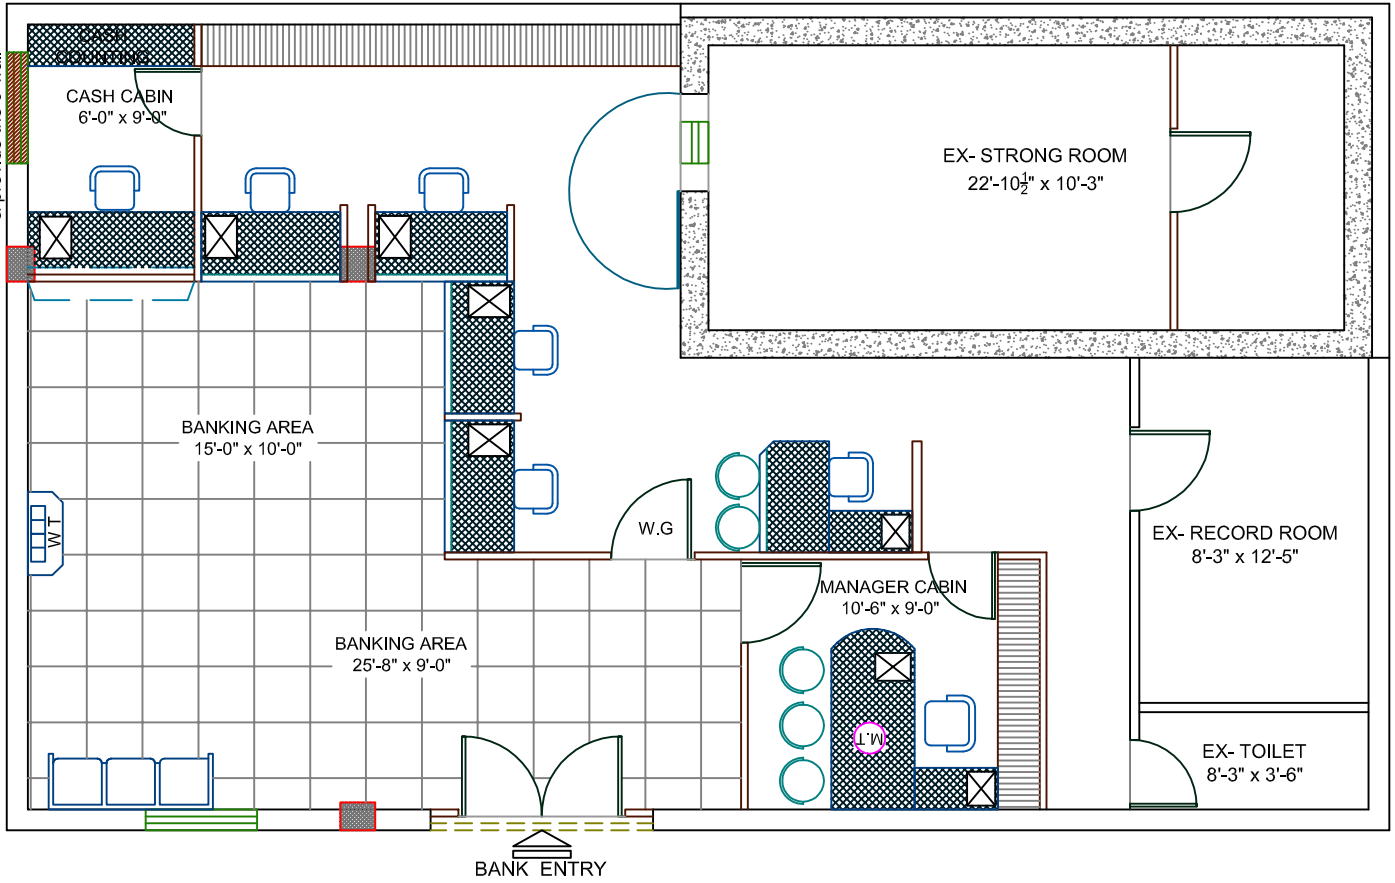 CASH
COUNTING
CASH CABIN
6'-0" x 9'-0"
EX- STRONG ROOM
22'-10½" x 10'-3"
BANKING AREA
15'-0" x 10'-0"
W.T
W.G
EX- RECORD ROOM
8'-3" x 12'-5"
MANAGER CABIN
10'-6" x 9'-0"
BANKING AREA
25'-8" x 9'-0"
M.T
EX- TOILET
8'-3" x 3'-6"
BANK ENTRY